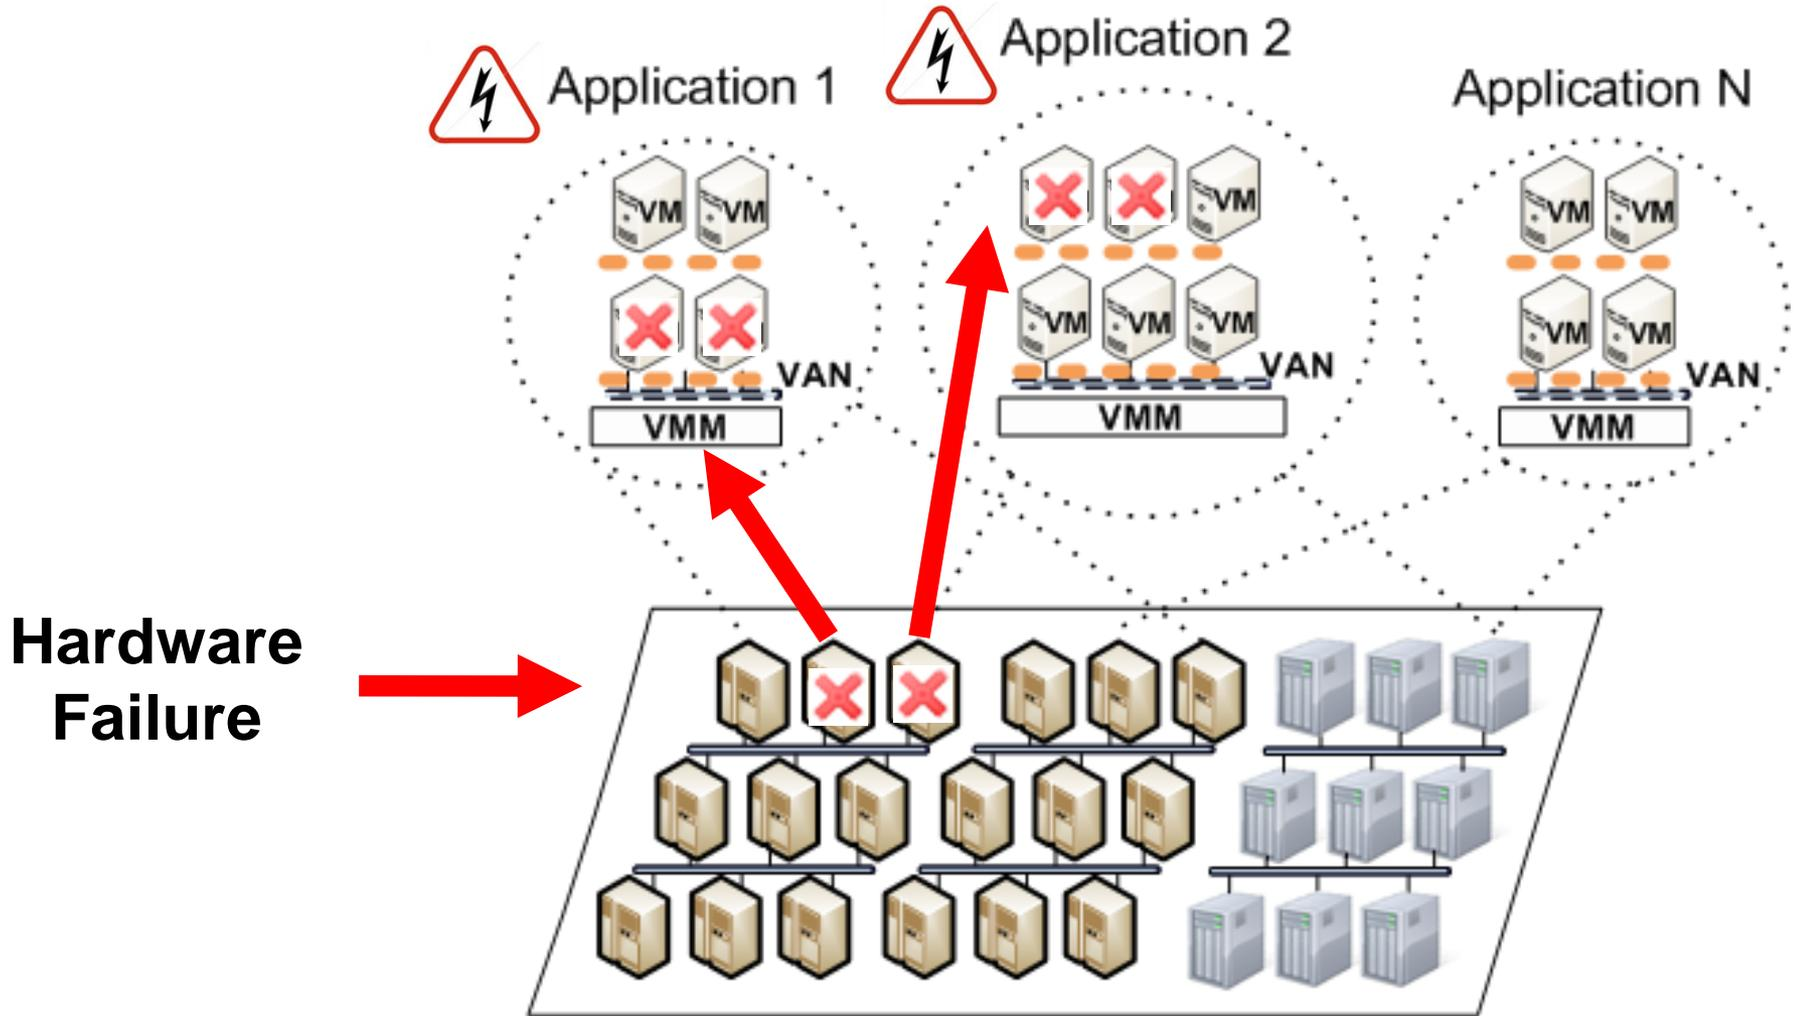 Application 1
Application 2
Application N
VM VM
VM
VM VM
VM VM VM
VM VM
VAN
VAN
VAN
VMM
VMM
VMM
Hardware
Failure